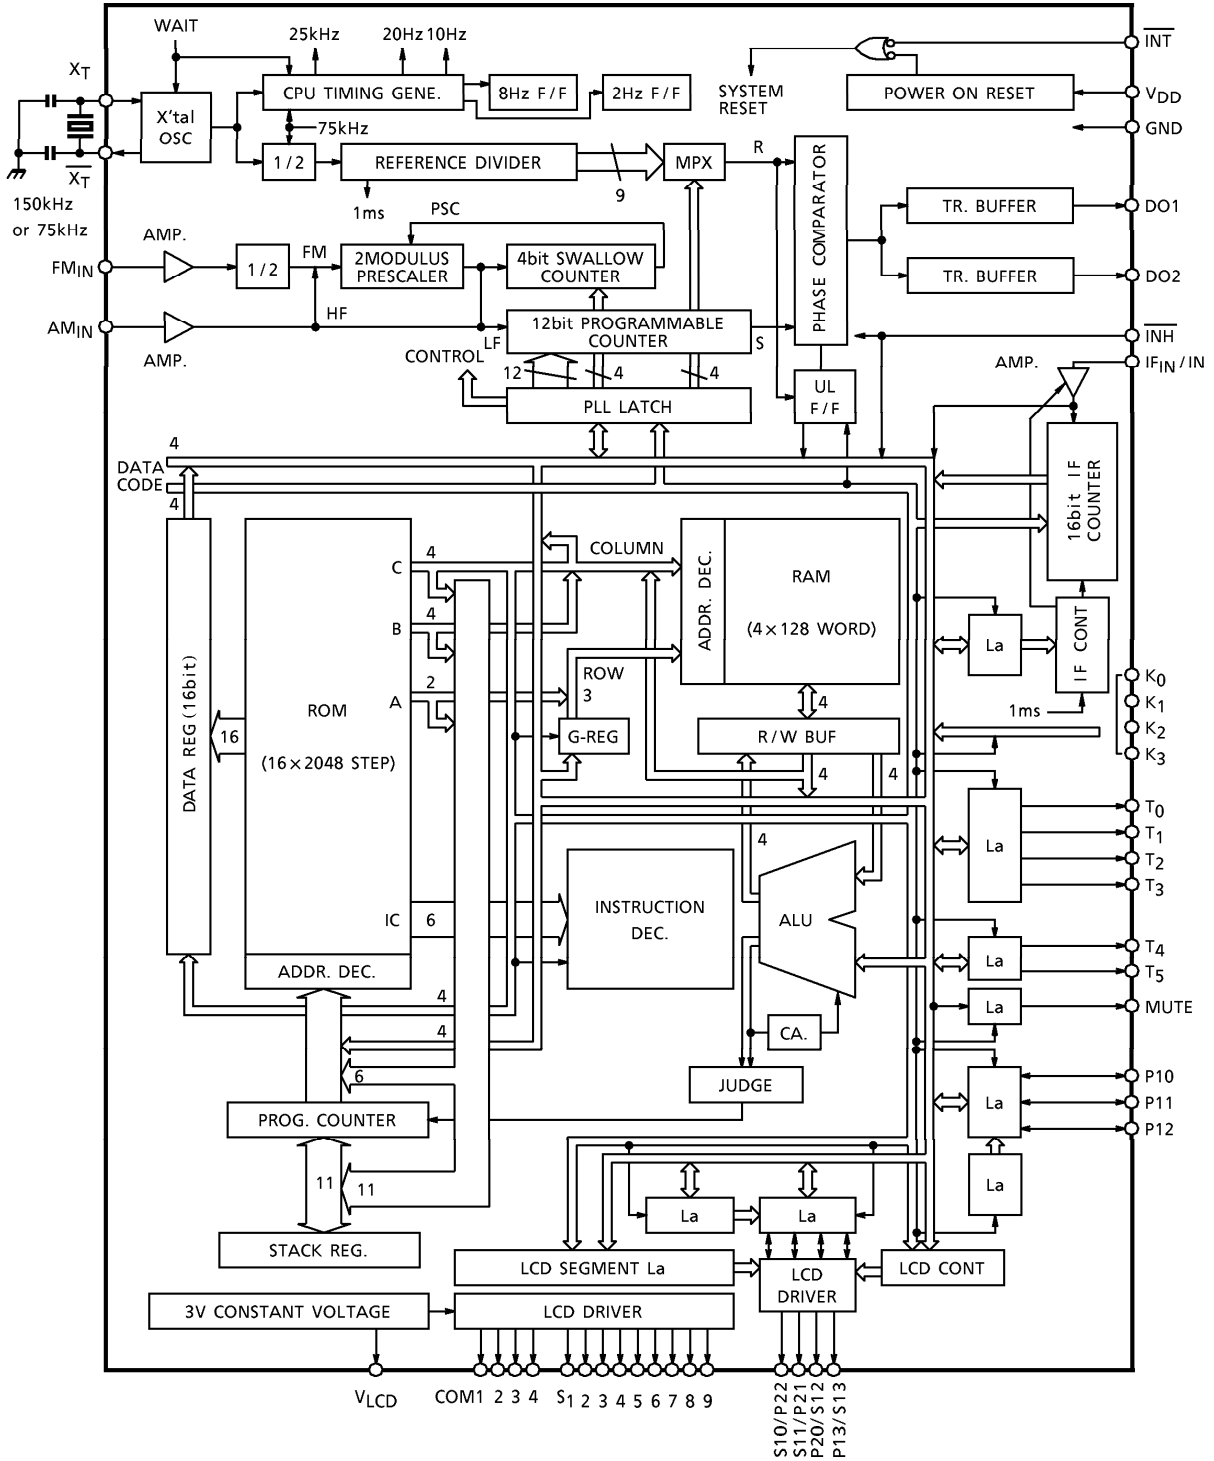 WAIT
25kHz
20Hz 10Hz
INT
XT
CPU TIMING GENE.
8Hz F/F
2Hz F/F
SYSTEM
RESET
POWER ON RESET
VDD
X'tal
OSC
75kHz
GND
XT
1/2
REFERENCE DIVIDER
9
MPX
R
150kHz
or 75kHz
1ms
PHASE COMPARATOR
TR. BUFFER
DO1
PSC
AMP.
FMIN
1/2
FM
2MODULUS
PRESCALER
4bit SWALLOW
COUNTER
TR. BUFFER
DO2
AMIN
HF
LF
12bit PROGRAMMABLE
COUNTER
S
INH
AMP.
CONTROL
12
4
4
AMP.
IFIN/IN
PLL LATCH
UL
F/F
4
DATA
CODE
4
16bit IF
COUNTER
C
4
COLUMN
ADDR. DEC.
RAM
(4×128 WORD)
B
4
La
IF CONT
DATA REG (16bit)
ROM
(16×2048 STEP)
A
2
ROW
3
K0
K1
K2
K3
1ms
16
G-REG
4
R/W BUF
4
4
T0
T1
T2
T3
La
4
IC
6
INSTRUCTION
DEC.
ALU
La
T4
T5
ADDR. DEC.
4
4
La
MUTE
CA.
6
JUDGE
La
P10
P11
P12
PROG. COUNTER
11
11
La
La
La
STACK REG.
LCD SEGMENT La
LCD
DRIVER
LCD CONT
3V CONSTANT VOLTAGE
LCD DRIVER
VLCD
COM1 2 3 4
S1 2 3 4 5 6 7 8 9
S10/P22
S11/P21
P20/S12
P13/S13